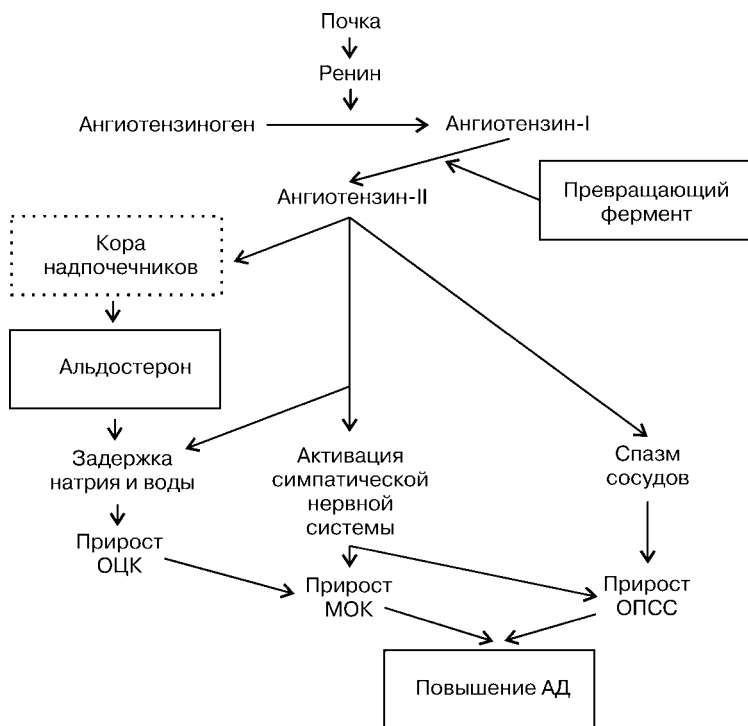 Почка
Ренин
Ангиотензиноген
Ангиотензин-I
Ангиотензин-II
Превращающий
фермент
Кора
надпочечников
Альдостерон
Задержка
натрия и воды
Активация
симпатической
нервной
системы
Спазм
сосудов
Прирост
ОЦК
Прирост
МОК
Прирост
ОПСС
Повышение АД